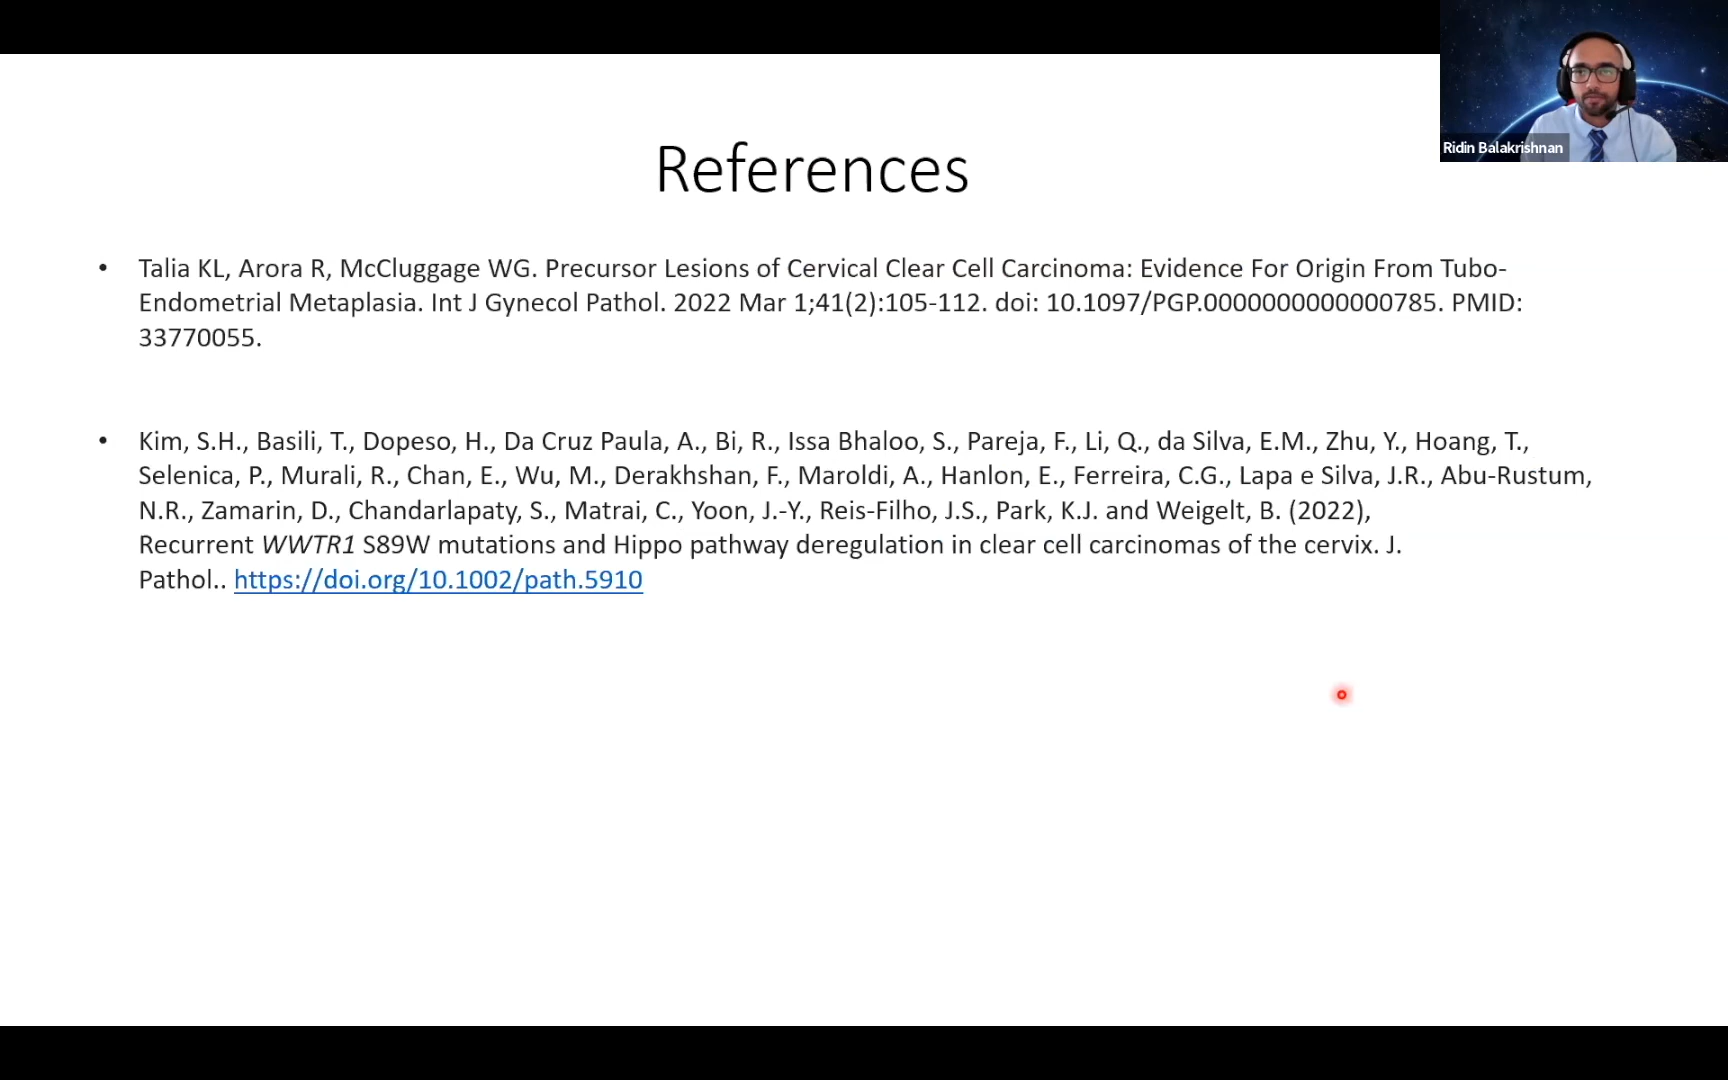 Ridin Balakrishnan
References
• Talia KL, Arora R, McCluggage WG. Precursor Lesions of Cervical Clear Cell Carcinoma: Evidence For Origin From Tubo-
Endometrial Metaplasia. Int J Gynecol Pathol. 2022 Mar 1;41(2):105-112. doi: 10.1097/PGP.0000000000000785. PMID:
33770055.
• Kim, S.H., Basili, T., Dopeso, H., Da Cruz Paula, A., Bi, R., Issa Bhaloo, S., Pareja, F., Li, Q., da Silva, E.M., Zhu, Y., Hoang, T.,
Selenica, P., Murali, R., Chan, E., Wu, M., Derakhshan, F., Maroldi, A., Hanlon, E., Ferreira, C.G., Lapa e Silva, J.R., Abu-Rustum,
N.R., Zamarin, D., Chandarlapaty, S., Matrai, C., Yoon, J.-Y., Reis-Filho, J.S., Park, K.J. and Weigelt, B. (2022),
Recurrent WWTR1 S89W mutations and Hippo pathway deregulation in clear cell carcinomas of the cervix. J.
Pathol.. https://doi.org/10.1002/path.5910